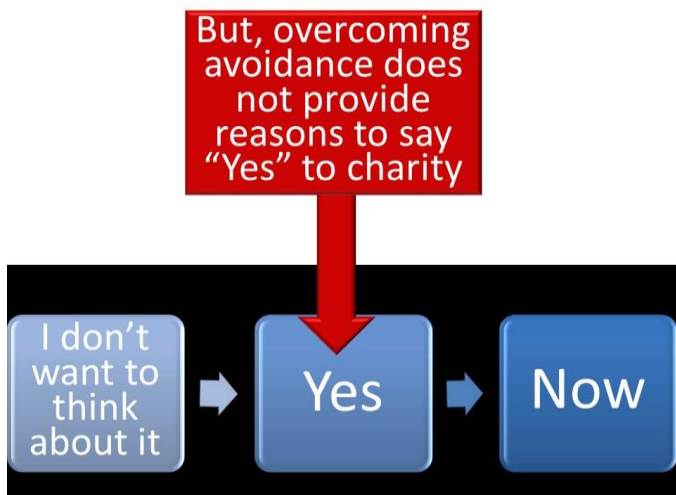 But, overcoming
avoidance does
not provide
reasons to say
“Yes” to charity
I don’t
want to
think
about it
Yes
Now